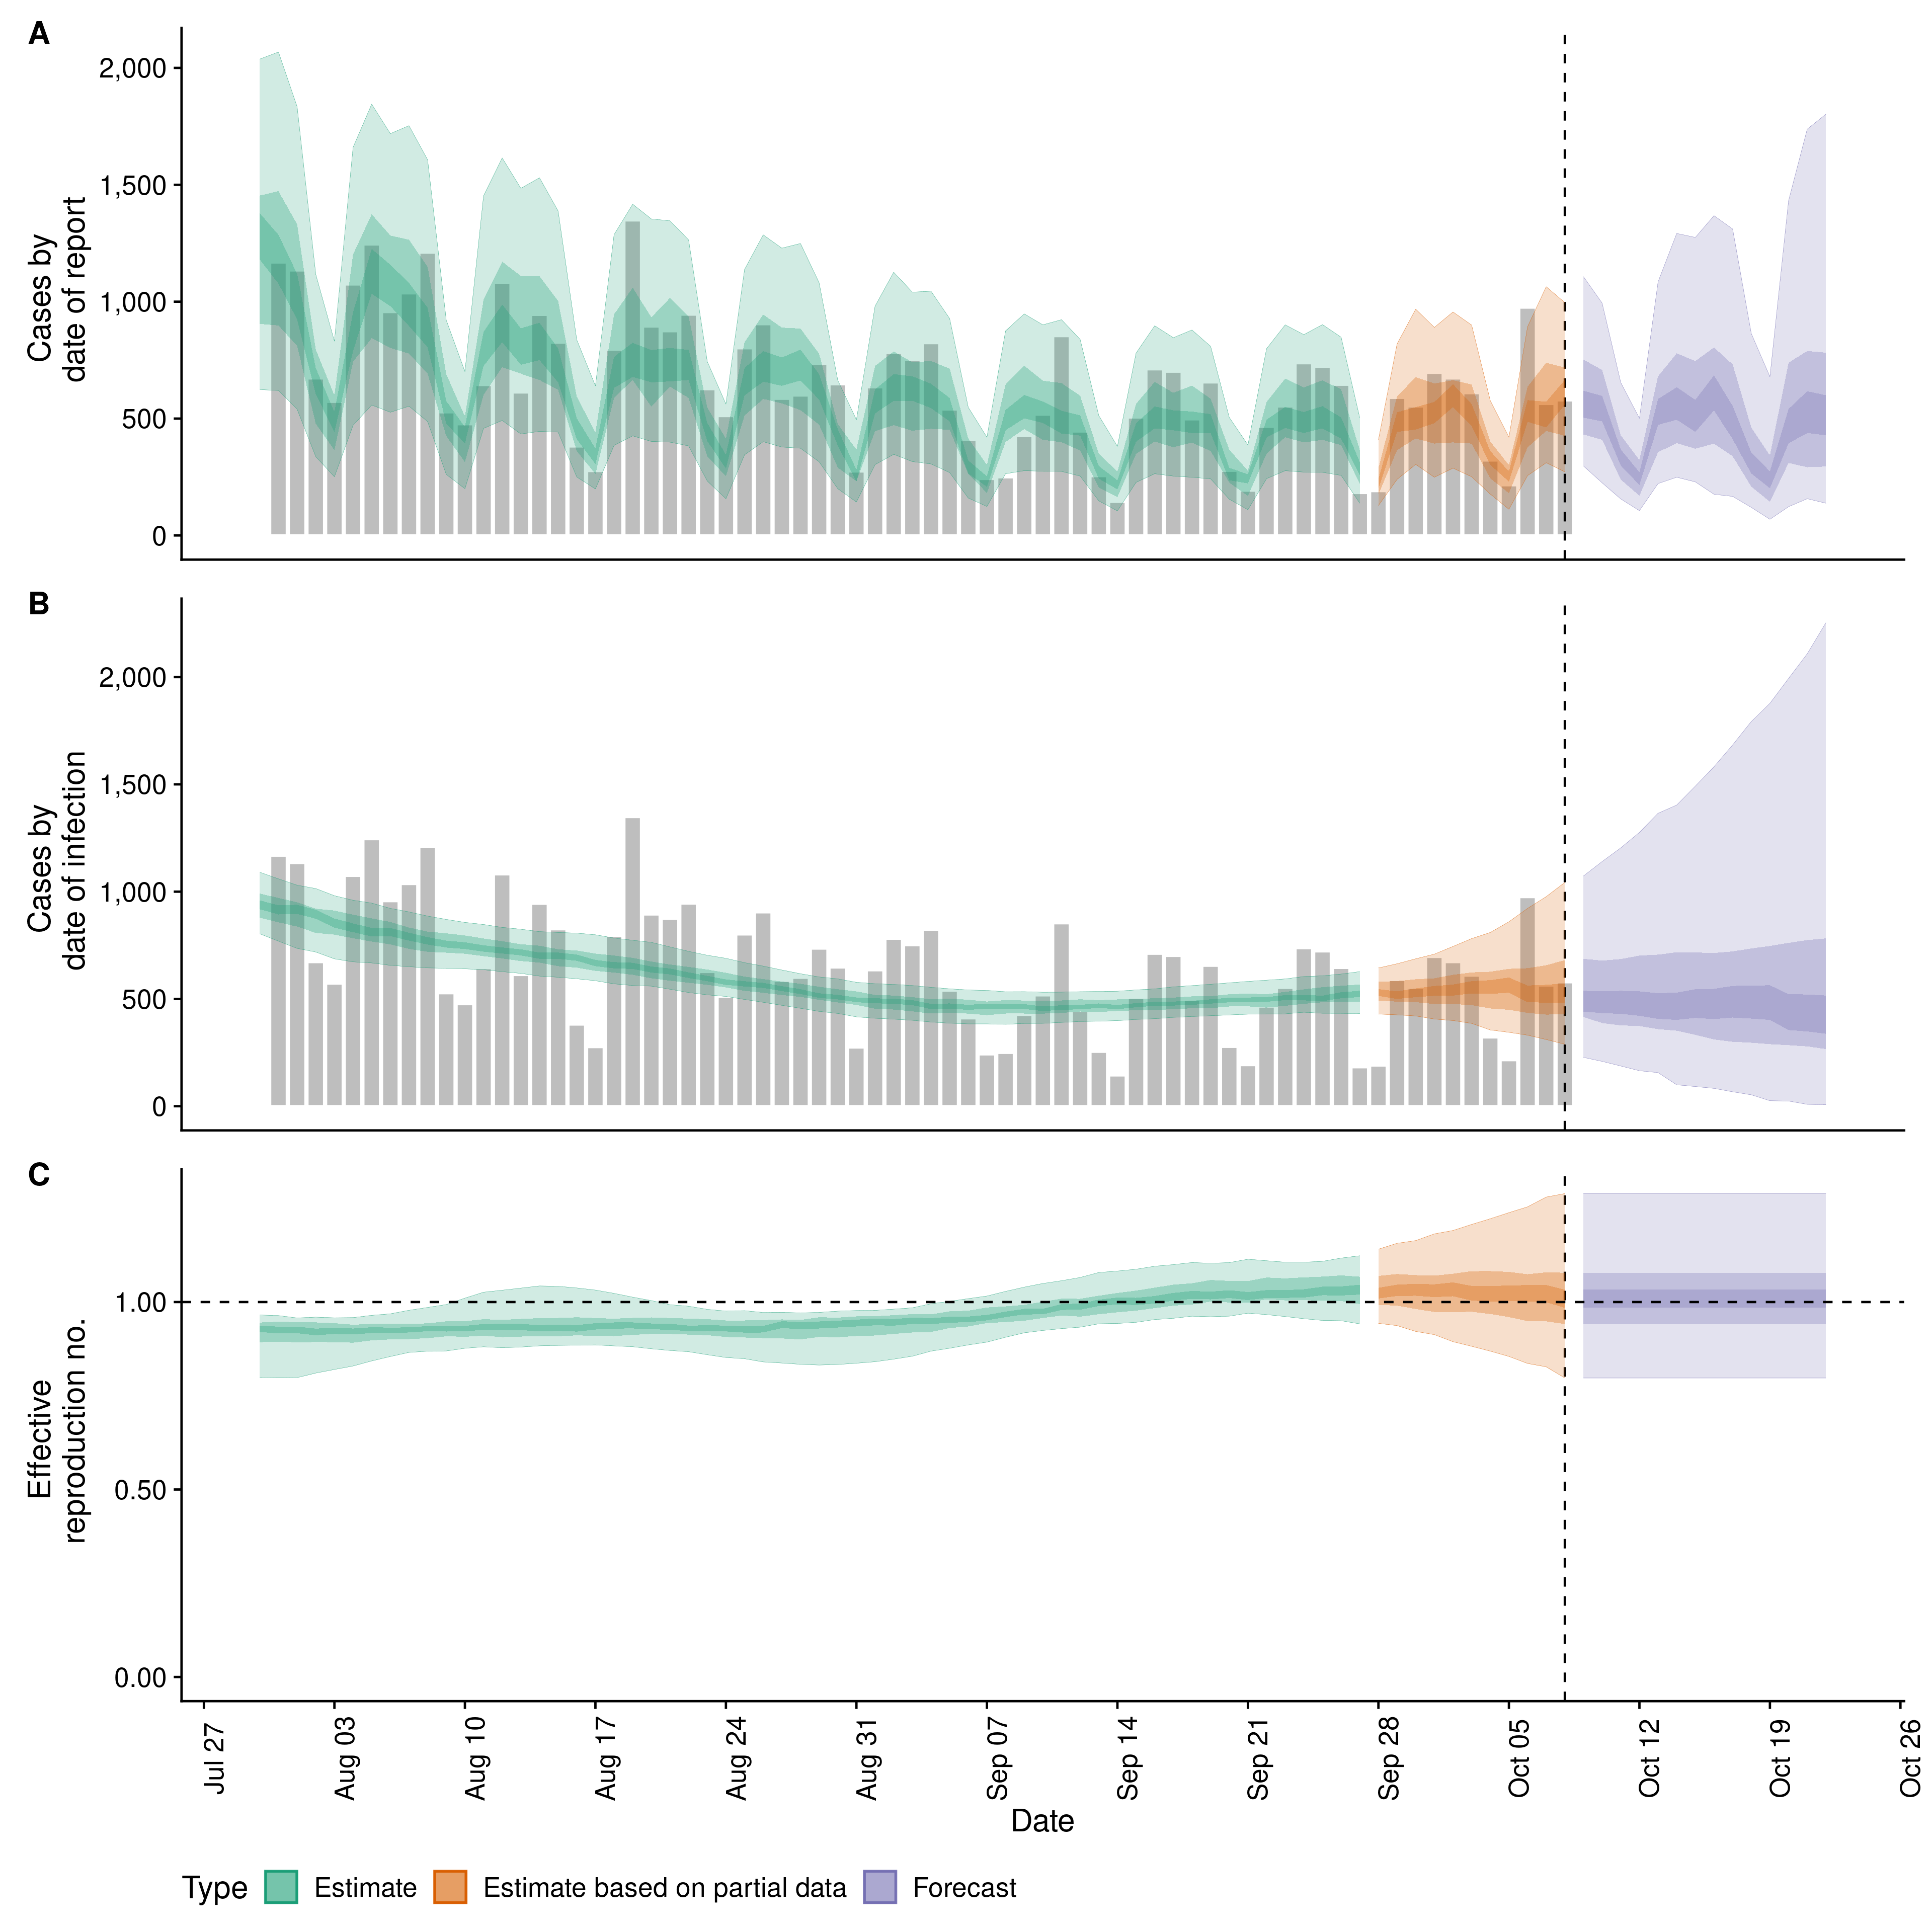 A
2,000
1,500
1,000
500
0
Cases by
date of report
B
2,000
1,500
1,000
500
0
Cases by
date of infection
C
1.00
0.50
0.00
Effective
reproduction no.
Jul 27
Aug 03
Aug 10
Aug 17
Aug 24
Aug 31
Sep 07
Sep 14
Sep 21
Sep 28
Oct 05
Oct 12
Oct 19
Oct 26
Date
Type Estimate Estimate based on partial data Forecast